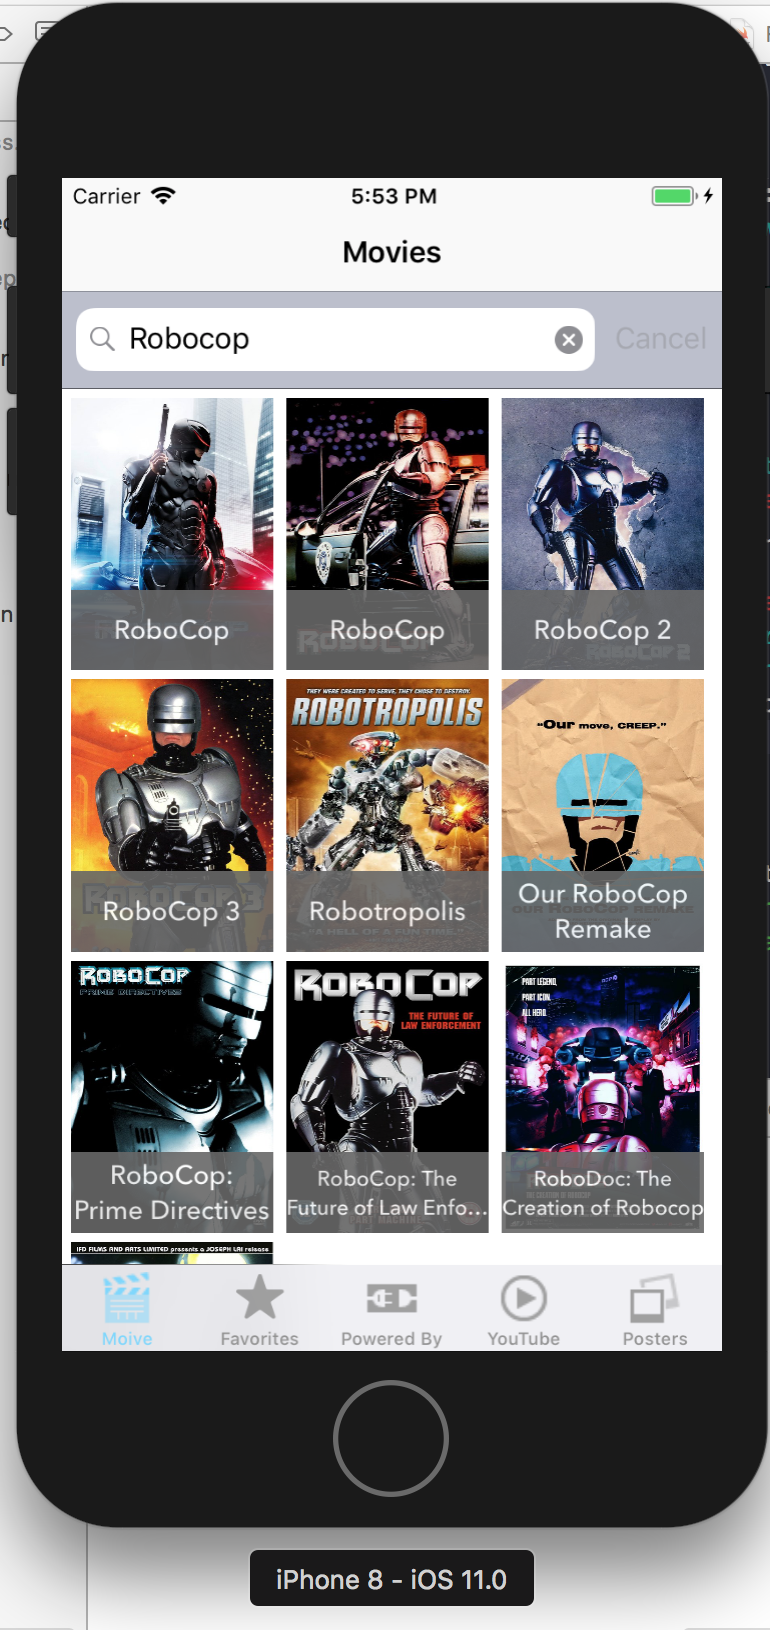 Carrier
5:53 PM
Movies
Robocop
Cancel
RoboCop
RoboCop
RoboCop 2
THEY WERE CREATED TO SERVE. THEY CHOSE TO DESTROY.
ROBOTROPOLIS
"Our move, CREEP."
RoboCop 3
Robotropolis
"A HELL OF A FUN TIME."
Our RoboCop
Remake
ROBOCOP
PRIME DIRECTIVES
ROBOCOP
THE FUTURE OF
LAW ENFORCEMENT
PART LEGEND,
PART ICON,
ALL HERO.
RoboCop:
Prime Directives
RoboCop: The
Future of Law Enfo...
RoboDoc: The
Creation of Robocop
IFD FILMS AND ARTS LIMITED presents a JOSEPH LAI release
Moive
Favorites
Powered By
YouTube
Posters
iPhone 8 - iOS 11.0